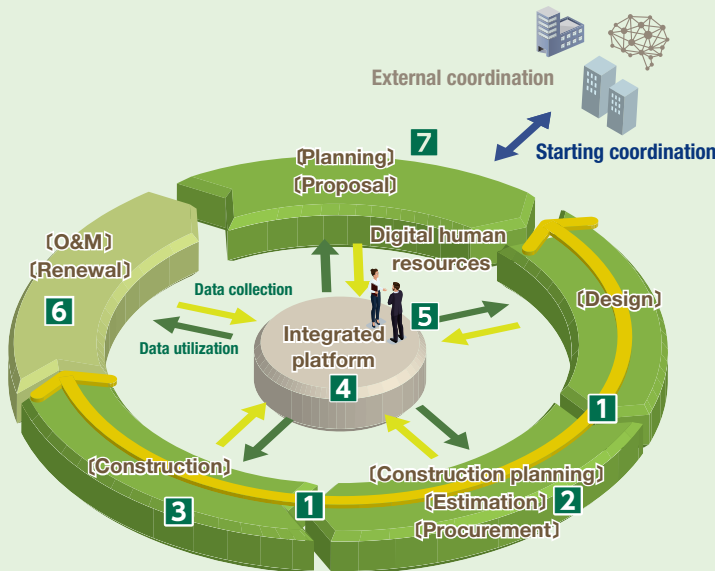 External coordination
Starting coordination
7
〔Planning〕
〔Proposal〕
〔O&M〕
〔Renewal〕
6
Digital human
resources
5
Data collection
Data utilization
Integrated
platform
4
〔Design〕
1
〔Construction〕
3
1
〔Construction planning〕
〔Estimation〕 2
〔Procurement〕